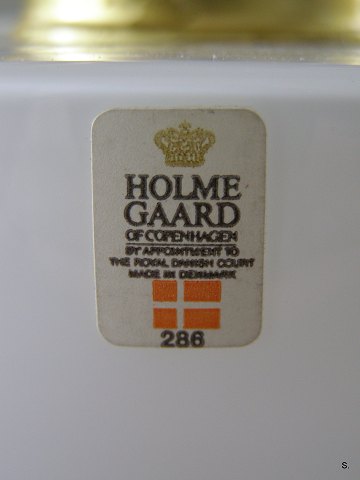 HOLME
GAARD
OF COPENHAGEN
BY APPOINTMENT TO
THE ROYAL DANISH COURT
MADE IN DENMARK
286
S.